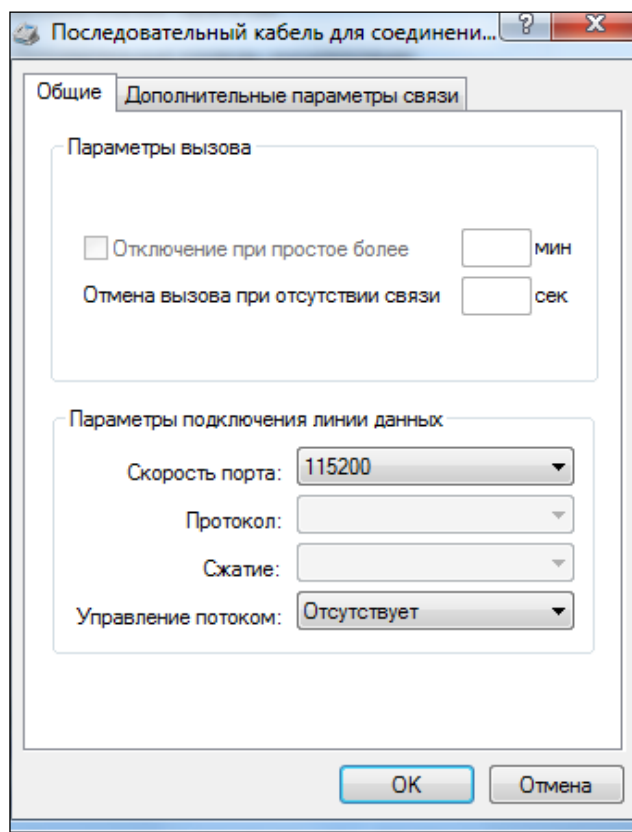 Последовательный кабель для соединени...
?
X
Общие
Дополнительные параметры связи
Параметры вызова
Отключение при простое более мин
Отмена вызова при отсутствии связи сек
Параметры подключения линии данных
Скорость порта: 115200
Протокол:
Сжатие:
Управление потоком: Отсутствует
OK
Отмена